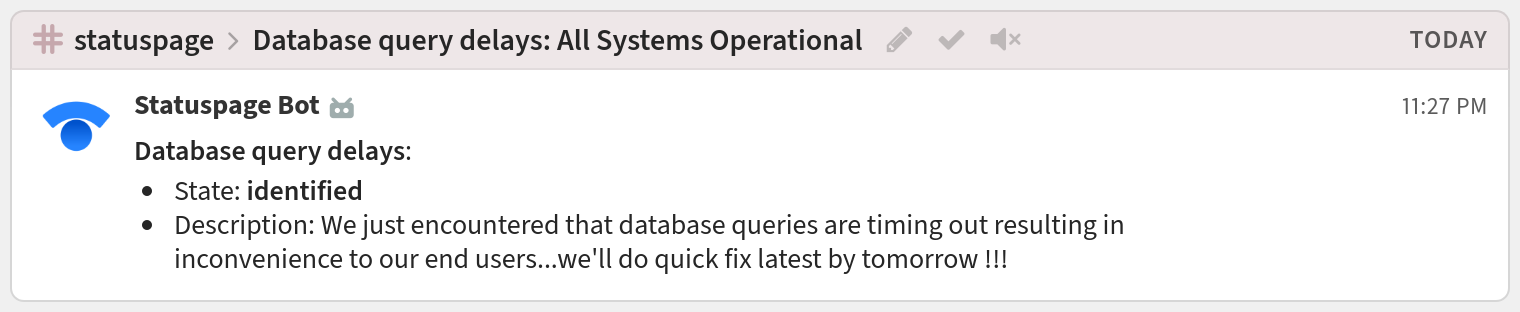 statuspage > Database query delays: All Systems Operational TODAY
Statuspage Bot 11:27 PM
Database query delays:
• State: identified
• Description: We just encountered that database queries are timing out resulting in
inconvenience to our end users...we'll do quick fix latest by tomorrow !!!